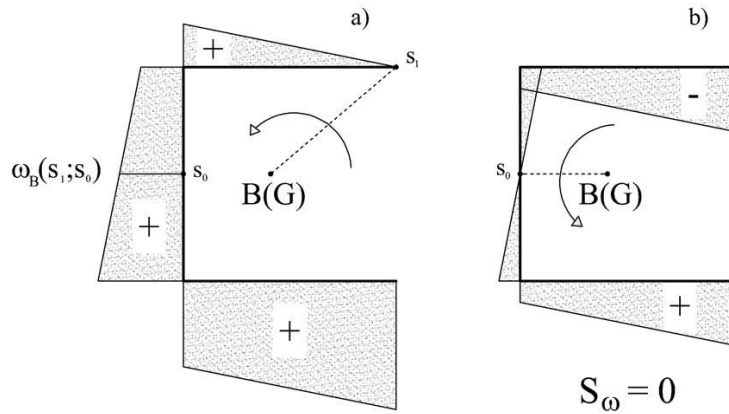 a)
+
s₁
ω_B(s₁;s₀)
s₀
B(G)
+
+
b)
-
s₀
B(G)
+
S_ω = 0